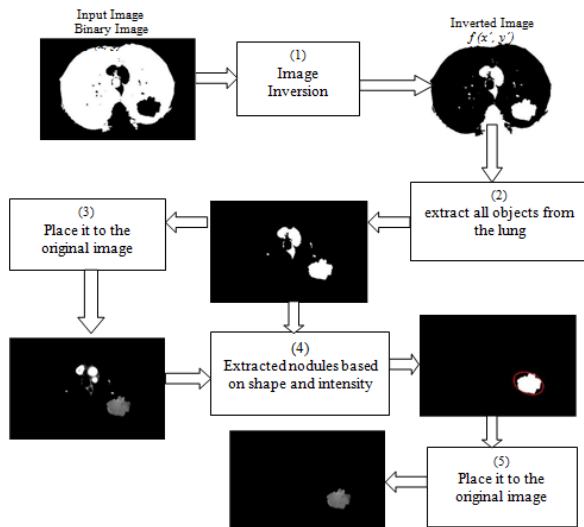 Input Image
Binary Image
(1)
Image
Inversion
Inverted Image
f (x´, y´)
(2)
extract all objects from
the lung
(3)
Place it to the
original image
(4)
Extracted nodules based
on shape and intensity
(5)
Place it to the
original image